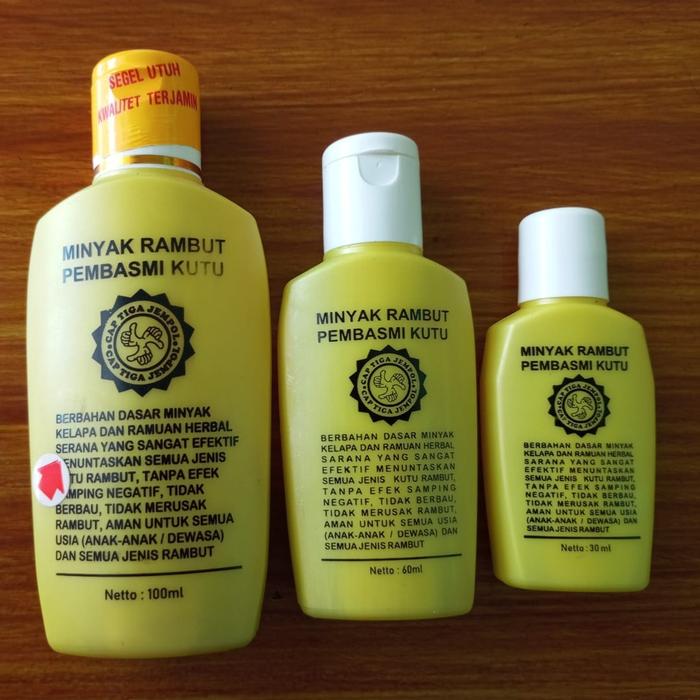 SEGEL UTUH
KWALITET TERJAMIN
MINYAK RAMBUT
PEMBASMI KUTU
CAP TIGA JEMPOL
CAP TIGA JEMPOL
BERBAHAN DASAR MINYAK
KELAPA DAN RAMUAN HERBAL
SERANA YANG SANGAT EFEKTIF
MENUNTASKAN SEMUA JENIS
RAMBUT, TANPA EFEK
NEGATIF, TIDAK
BERBAU, TIDAK MERUSAK
RAMBUT, AMAN UNTUK SEMUA
USIA (ANAK-ANAK / DEWASA)
DAN SEMUA JENIS RAMBUT
Netto : 100ml
MINYAK RAMBUT
PEMBASMI KUTU
CAP TIGA JEMPOL
CAP TIGA JEMPOL
BERBAHAN DASAR MINYAK
KELAPA DAN RAMUAN HERBAL
SARANA YANG SANGAT
EFEKTIF MENUNTASKAN
SEMUA JENIS KUTU RAMBUT,
TANPA EFEK SAMPING
NEGATIF, TIDAK BERBAU,
TIDAK MERUSAK RAMBUT,
AMAN UNTUK SEMUA USIA
(ANAK-ANAK / DEWASA) DAN
SEMUA JENIS RAMBUT
Netto : 60ml
MINYAK RAMBUT
PEMBASMI KUTU
CAP TIGA JEMPOL
CAP TIGA JEMPOL
BERBAHAN DASAR MINYAK
KELAPA DAN RAMUAN HERBAL
SARANA YANG SANGAT
EFEKTIF MENUNTASKAN
SEMUA JENIS KUTU RAMBUT,
TANPA EFEK SAMPING
NEGATIF, TIDAK BERBAU,
TIDAK MERUSAK RAMBUT,
AMAN UNTUK SEMUA USIA
(ANAK-ANAK / DEWASA) DAN
SEMUA JENIS RAMBUT
Netto : 30 ml